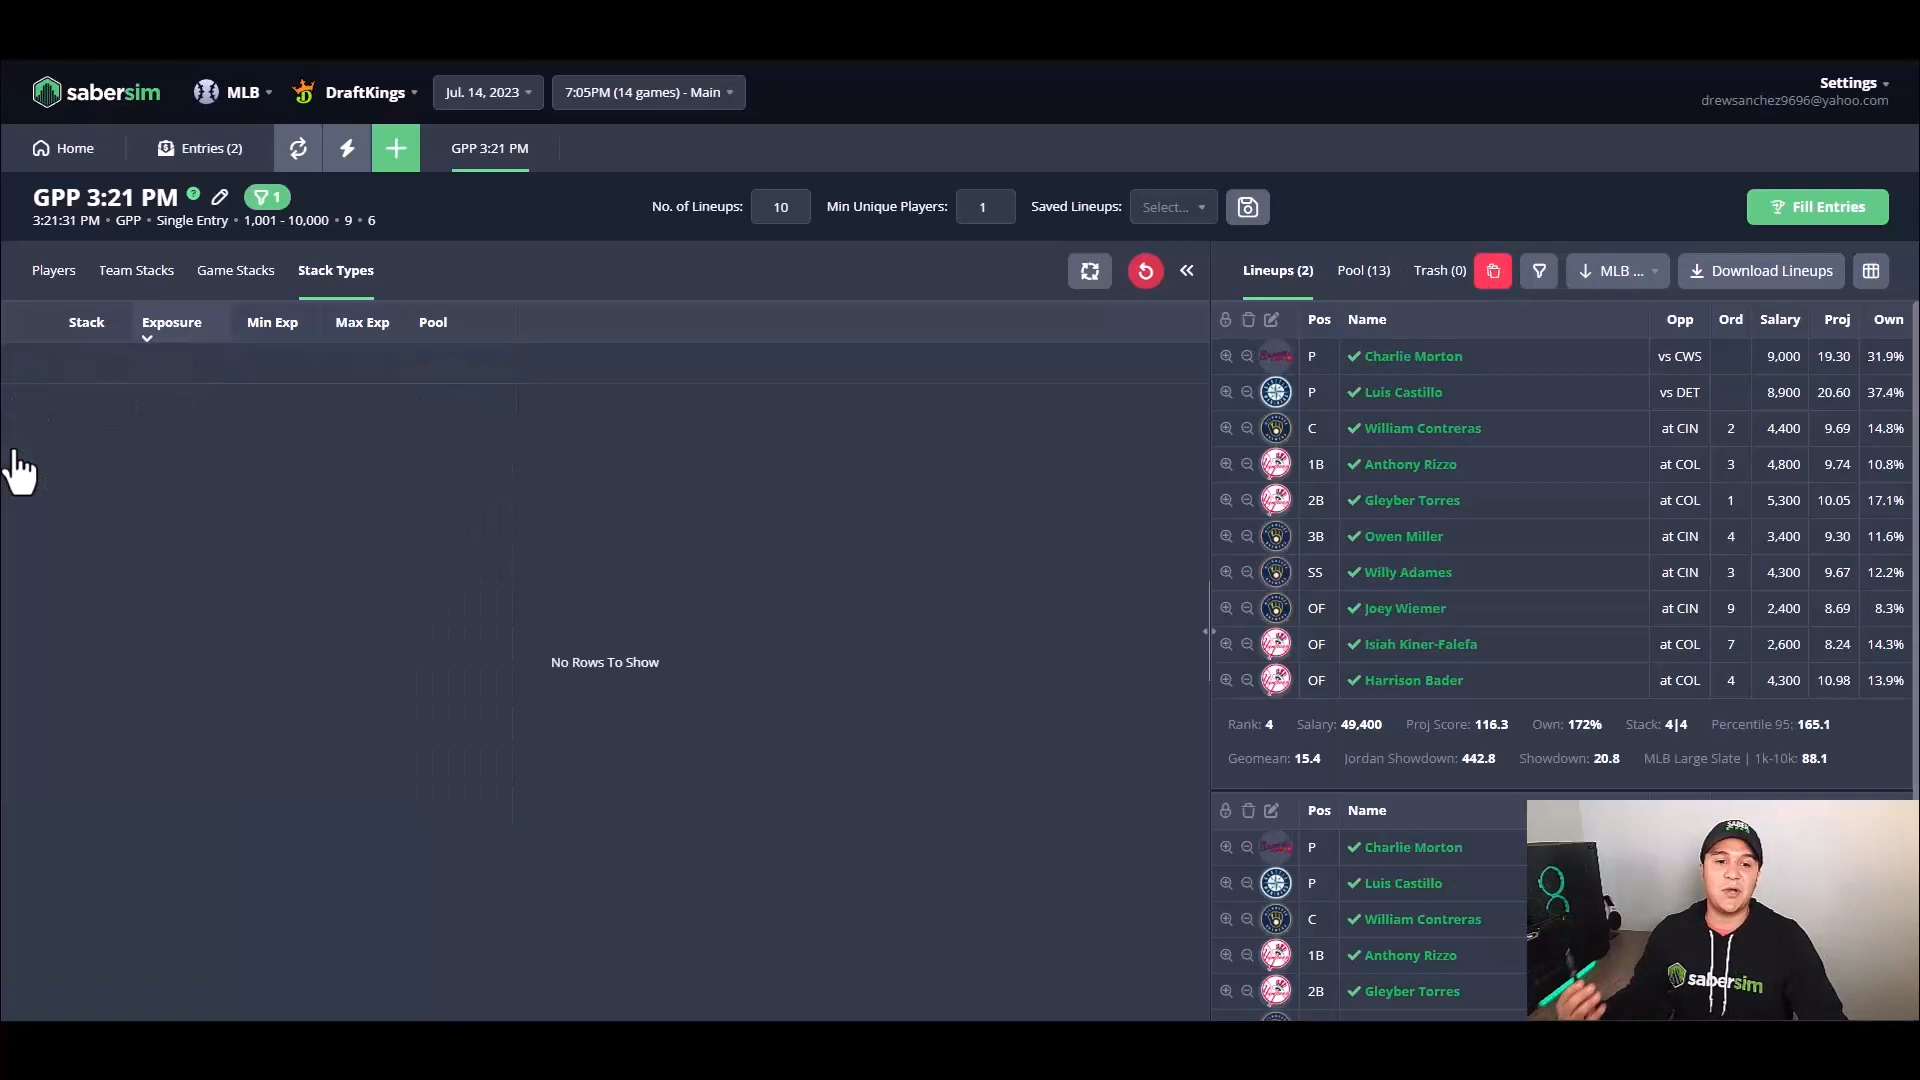 sabersim MLB DraftKings Jul. 14, 2023 7:05PM (14 games) - Main Settings
drewsanchez9696@yahoo.com
Home Entries (2) GPP 3:21 PM
GPP 3:21 PM ? 1
3:21:31 PM • GPP • Single Entry • 1,001 - 10,000 • 9 • 6
No. of Lineups: 10 Min Unique Players: 1 Saved Lineups: Select... Fill Entries
Players Team Stacks Game Stacks Stack Types
Lineups (2) Pool (13) Trash (0) MLB ... Download Lineups
Stack Exposure Min Exp Max Exp Pool
No Rows To Show
Pos Name Opp Ord Salary Proj Own
P Charlie Morton vs CWS 9,000 19.30 31.9%
P Luis Castillo vs DET 8,900 20.60 37.4%
C William Contreras at CIN 2 4,400 9.69 14.8%
1B Anthony Rizzo at COL 3 4,800 9.74 10.8%
2B Gleyber Torres at COL 1 5,300 10.05 17.1%
3B Owen Miller at CIN 4 3,400 9.30 11.6%
SS Willy Adames at CIN 3 4,300 9.67 12.2%
OF Joey Wiemer at CIN 9 2,400 8.69 8.3%
OF Isiah Kiner-Falefa at COL 7 2,600 8.24 14.3%
OF Harrison Bader at COL 4 4,300 10.98 13.9%
Rank: 4 Salary: 49,400 Proj Score: 116.3 Own: 172% Stack: 4|4 Percentile 95: 165.1
Geomean: 15.4 Jordan Showdown: 442.8 Showdown: 20.8 MLB Large Slate | 1k-10k: 88.1
Pos Name
P Charlie Morton
P Luis Castillo
C William Contreras
1B Anthony Rizzo
2B Gleyber Torres
SABER
sabersim